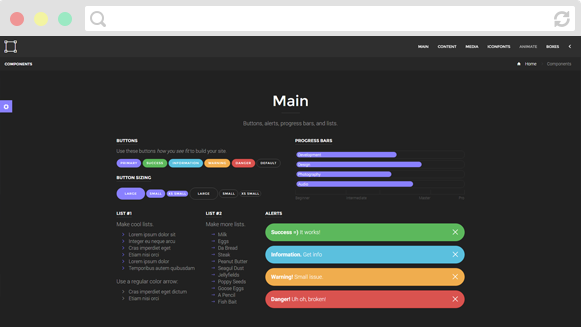 MAIN CONTENT MEDIA ICONFONTS ANIMATE BOXES
COMPONENTS
Home Components
Main
Buttons, alerts, progress bars, and lists.
BUTTONS
Use these buttons how you see fit to build your site.
PRIMARY SUCCESS INFORMATION WARNING DANGER DEFAULT
BUTTON SIZING
LARGE SMALL XS SMALL LARGE SMALL XS SMALL
PROGRESS BARS
Development
Design
Photography
Audio
Beginner Intermediate Classic Pro
LIST #1
Make cool lists.
Lorem ipsum dolor sit
Integer eu neque arcu
Cras imperdiet eget
Etiam nisi orci
Lorem ipsum dolor
Temporibus autem quibusdam
Use a regular color arrow.
Cras imperdiet eget dictum
Etiam nisi orci
LIST #2
Make more lists
Milk
Eggs
Da Bread
Steak
Peanut Butter
Seagul Dust
Jellyfields
Poppy Seeds
Goose Eggs
A Pencil
Fish Bait
ALERTS
Success =) It works!
Information. Get info
Warning! Small issue.
Danger! Uh oh, broken!